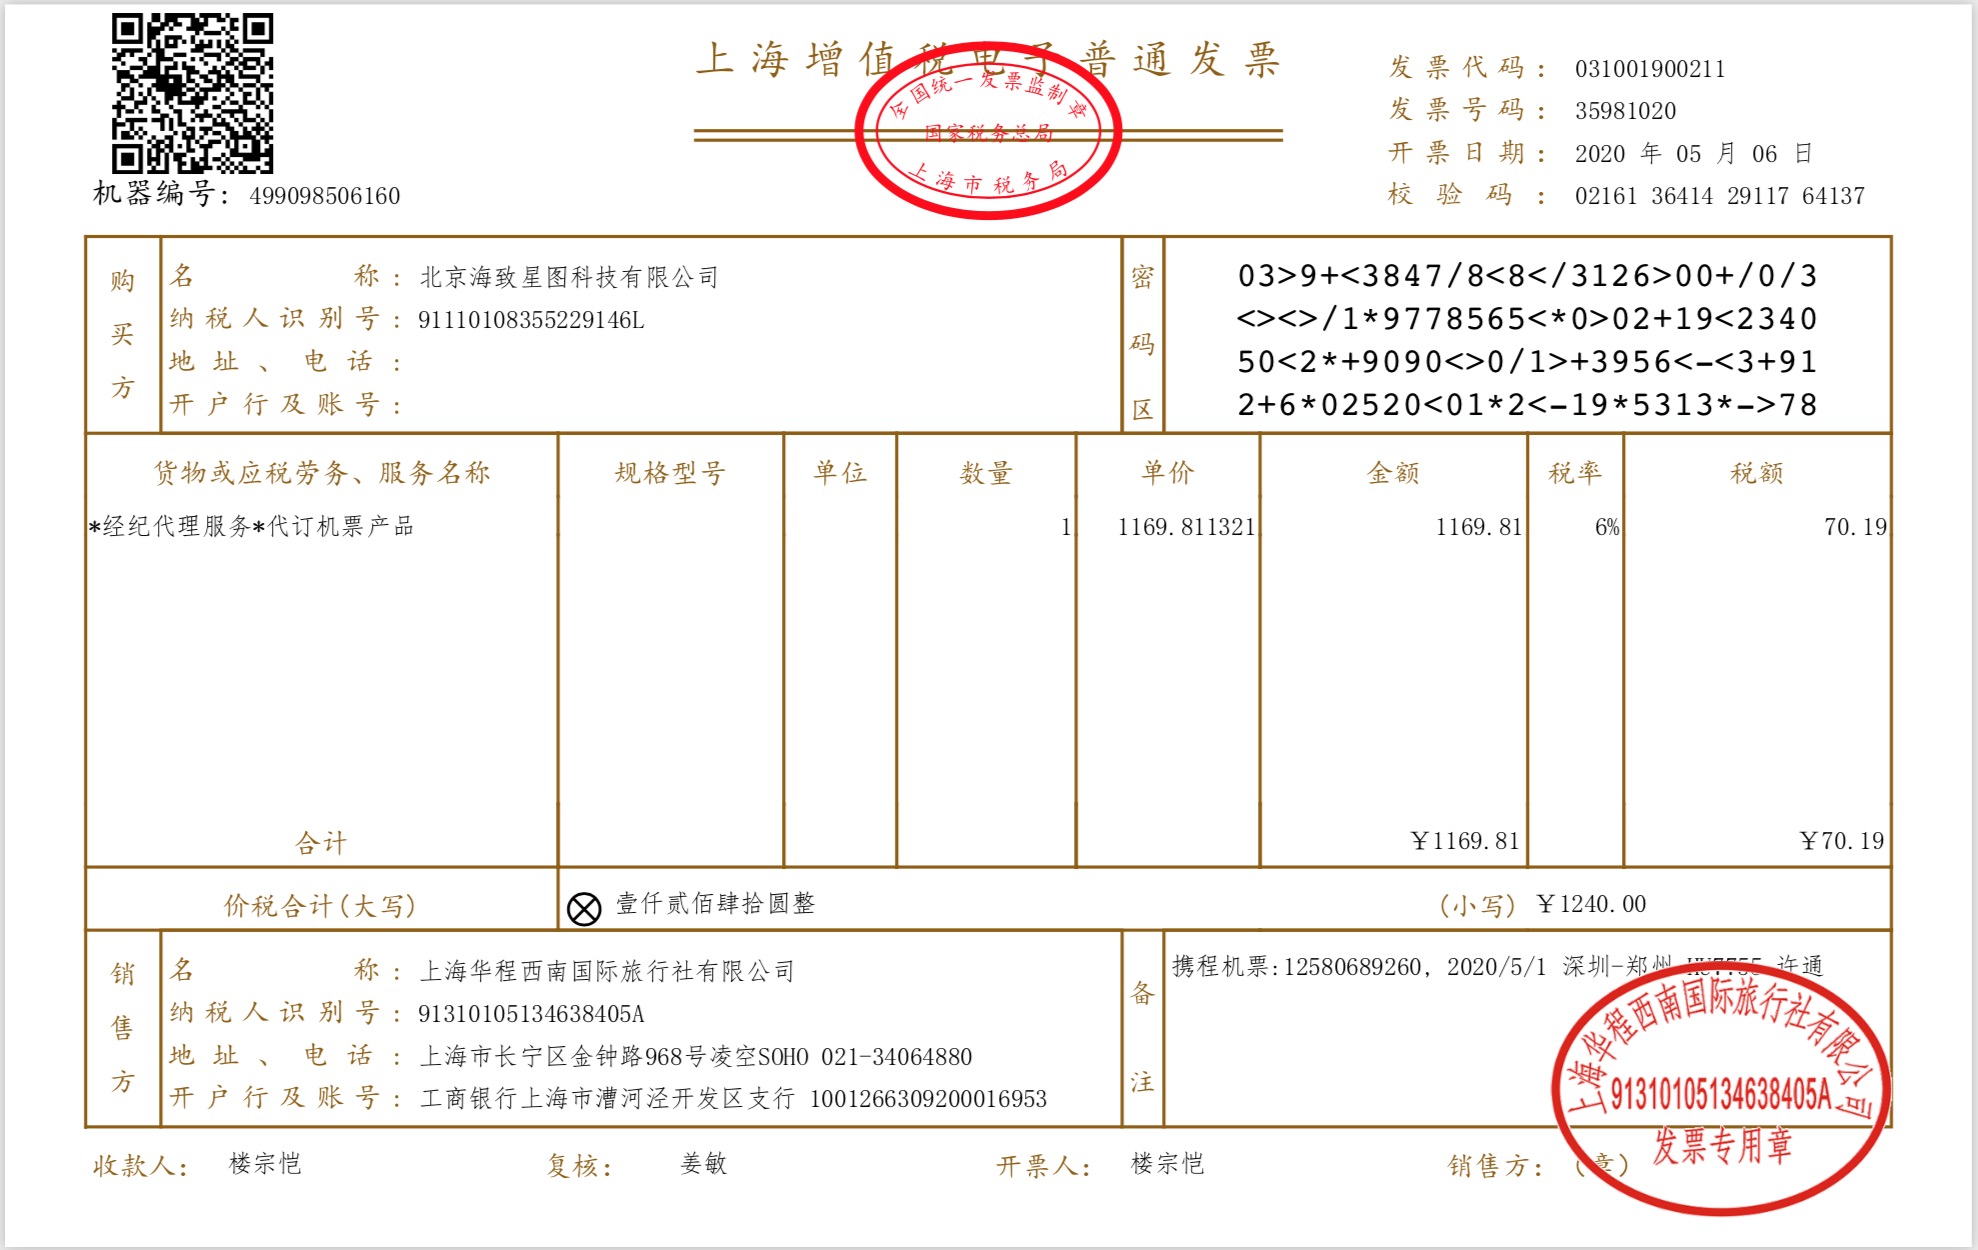 上海增值税电子普通发票
全国统一发票监制章
国家税务总局
上海市税务局
发票代码: 031001900211
发票号码: 35981020
开票日期: 2020 年 05 月 06 日
校验码: 02161 36414 29117 64137
机器编号: 499098506160
购买方
名称: 北京海致星图科技有限公司
纳税人识别号: 91110108355229146L
地址、电话:
开户行及账号:
密码区
03>9+<3847/8<8</3126>00+/0/3
<><>/1*9778565<*0>02+19<2340
50<2*+9090<>0/1>+3956<-<3+91
2+6*02520<01*2<-19*5313*->78
货物或应税劳务、服务名称 规格型号 单位 数量 单价 金额 税率 税额
*经纪代理服务*代订机票产品 1 1169.811321 1169.81 6% 70.19
合计 ¥1169.81 ¥70.19
价税合计(大写) 壹仟贰佰肆拾圆整 (小写) ¥1240.00
销售方
名称: 上海华程西南国际旅行社有限公司
纳税人识别号: 91310105134638405A
地址、电话: 上海市长宁区金钟路968号凌空SOHO 021-34064880
开户行及账号: 工商银行上海市漕河泾开发区支行 1001266309200016953
备注
携程机票:12580689260, 2020/5/1 深圳-郑州 HU7755 许通
上海华程西南国际旅行社有限公司
91310105134638405A
发票专用章
收款人: 楼宗恺 复核: 姜敏 开票人: 楼宗恺 销售方: (章)